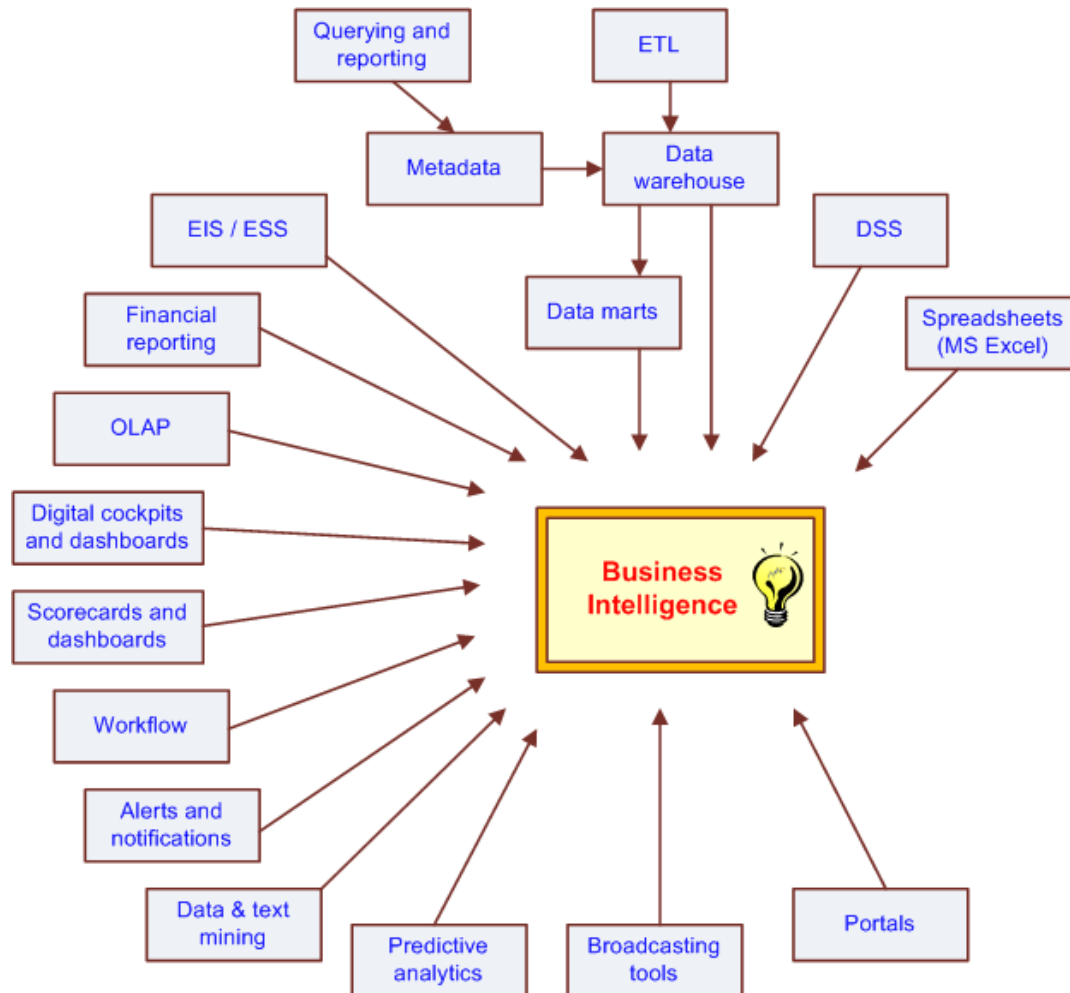 Querying and
reporting
ETL
Metadata
Data
warehouse
EIS / ESS
DSS
Data marts
Financial
reporting
Spreadsheets
(MS Excel)
OLAP
Digital cockpits
and dashboards
Business
Intelligence
Scorecards and
dashboards
Workflow
Alerts and
notifications
Data & text
mining
Predictive
analytics
Broadcasting
tools
Portals